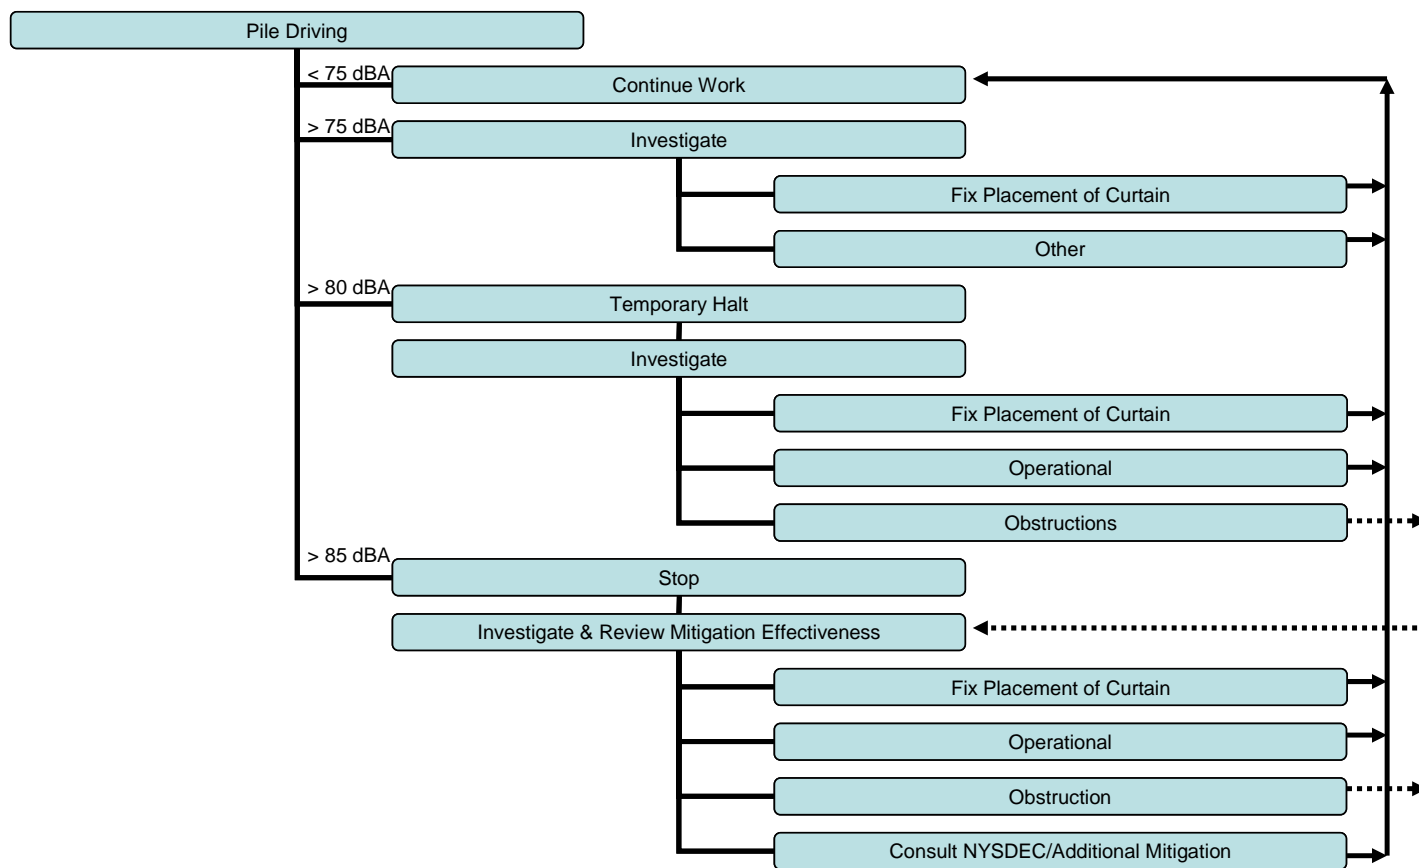 Pile Driving
< 75 dBA
Continue Work
> 75 dBA
Investigate
Fix Placement of Curtain
Other
> 80 dBA
Temporary Halt
Investigate
Fix Placement of Curtain
Operational
Obstructions
> 85 dBA
Stop
Investigate & Review Mitigation Effectiveness
Fix Placement of Curtain
Operational
Obstruction
Consult NYSDEC/Additional Mitigation